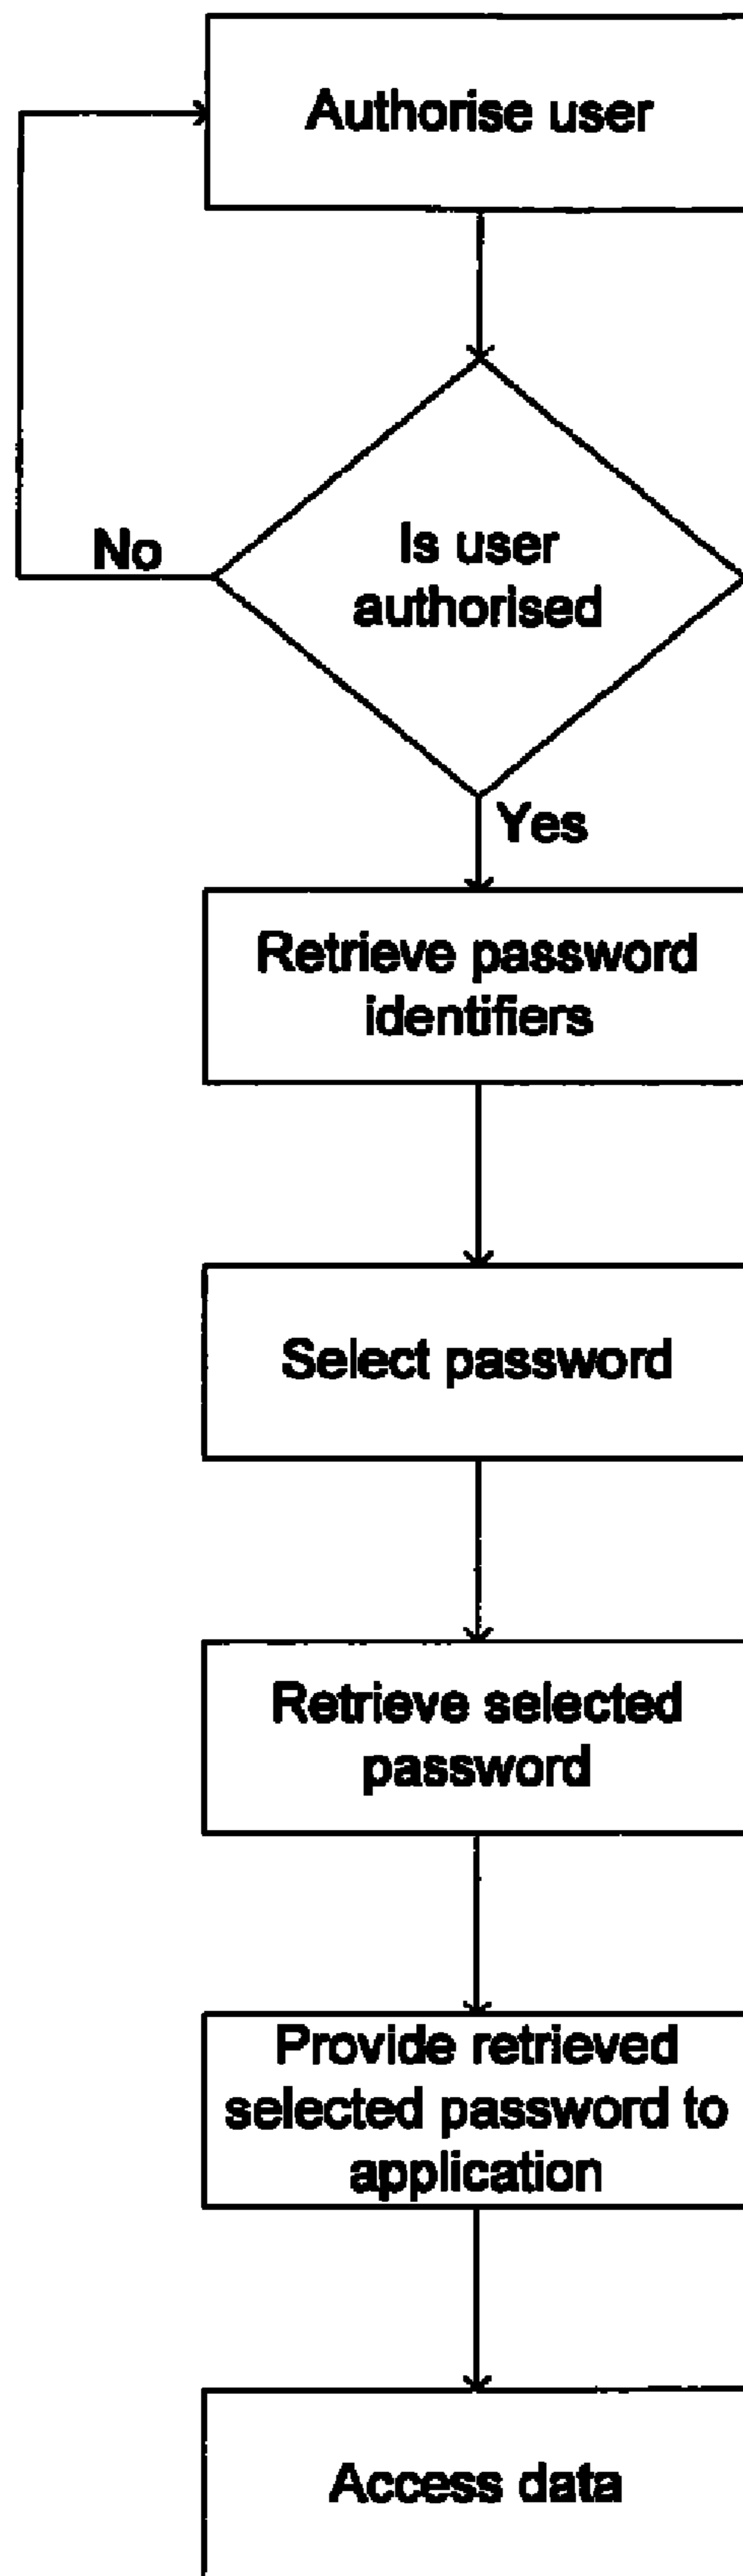 Authorise user
Is user
authorised
No
Yes
Retrieve password
identifiers
Select password
Retrieve selected
password
Provide retrieved
selected password to
application
Access data